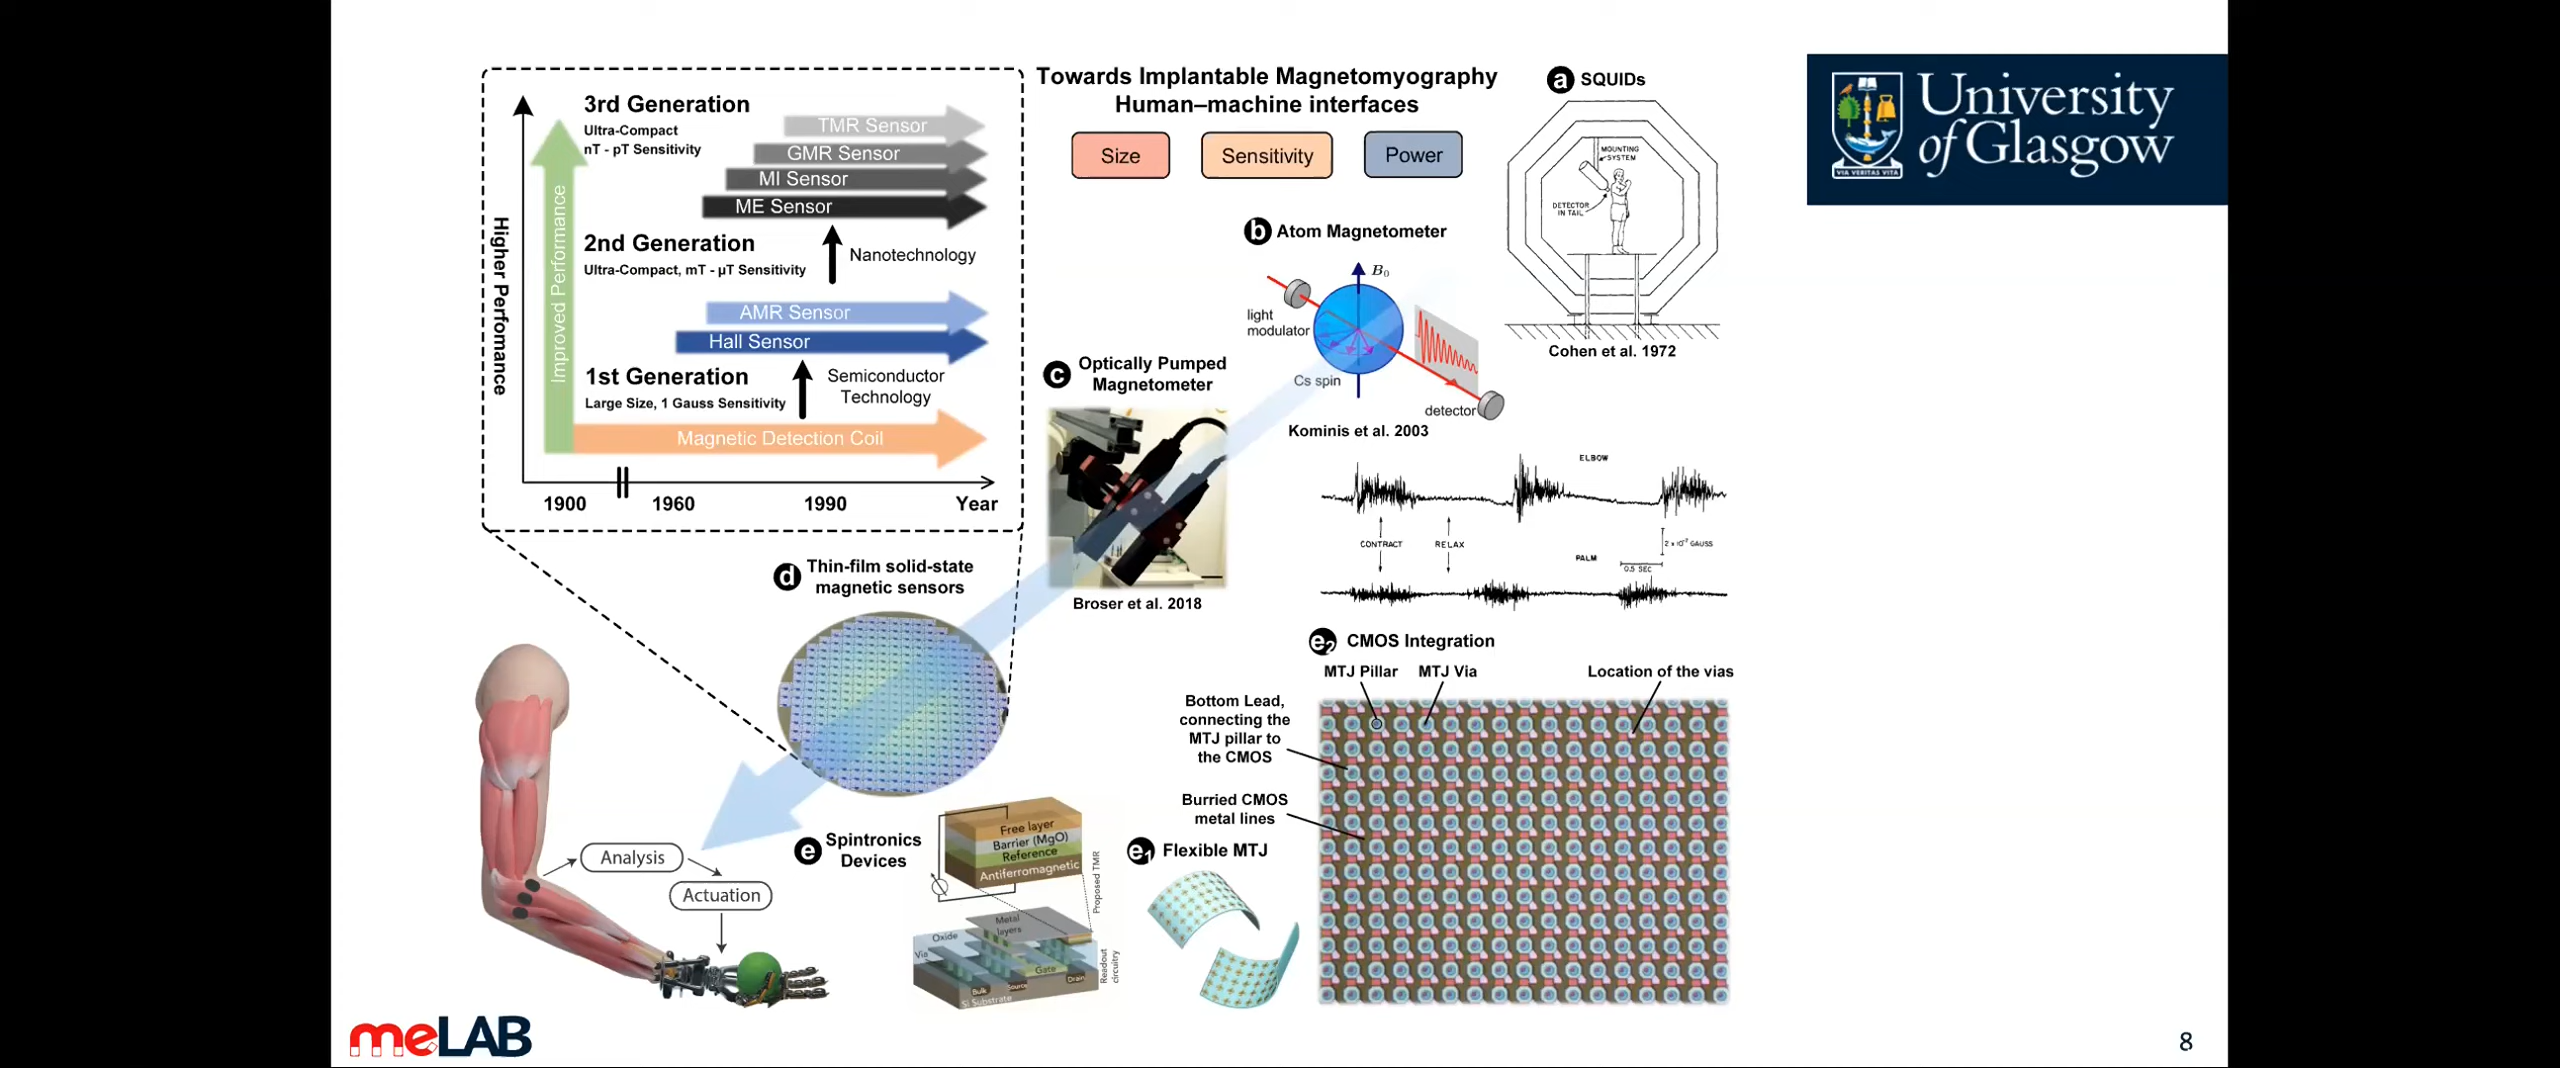 Towards Implantable Magnetomyography
Human–machine interfaces
Size
Sensitivity
Power
3rd Generation
Ultra-Compact
nT - pT Sensitivity
TMR Sensor
GMR Sensor
MI Sensor
ME Sensor
2nd Generation
Ultra-Compact, mT - µT Sensitivity
Nanotechnology
AMR Sensor
Hall Sensor
1st Generation
Large Size, 1 Gauss Sensitivity
Semiconductor
Technology
Magnetic Detection Coil
Improved Performance
Higher Perfomance
1900
1960
1990
Year
a SQUIDs
MOUNTING
SYSTEM
DETECTOR
IN TAIL
Cohen et al. 1972
University
of Glasgow
VIA VERITAS VITA
b Atom Magnetometer
B0
light
modulator
Cs spin
detector
Kominis et al. 2003
c Optically Pumped
Magnetometer
Broser et al. 2018
ELBOW
CONTRACT
RELAX
2 x 10-7 GAUSS
PALM
0.5 SEC
d Thin-film solid-state
magnetic sensors
Analysis
Actuation
e Spintronics
Devices
Free layer
Barrier (MgO)
Reference
Antiferromagnetic
Proposed TMR
Metal
layers
Oxide
Via
Gate
Bulk
Source
Drain
Si Substrate
Readout
circuitry
e1 Flexible MTJ
e2 CMOS Integration
MTJ Pillar
MTJ Via
Location of the vias
Bottom Lead,
connecting the
MTJ pillar to
the CMOS
Burried CMOS
metal lines
meLAB
8